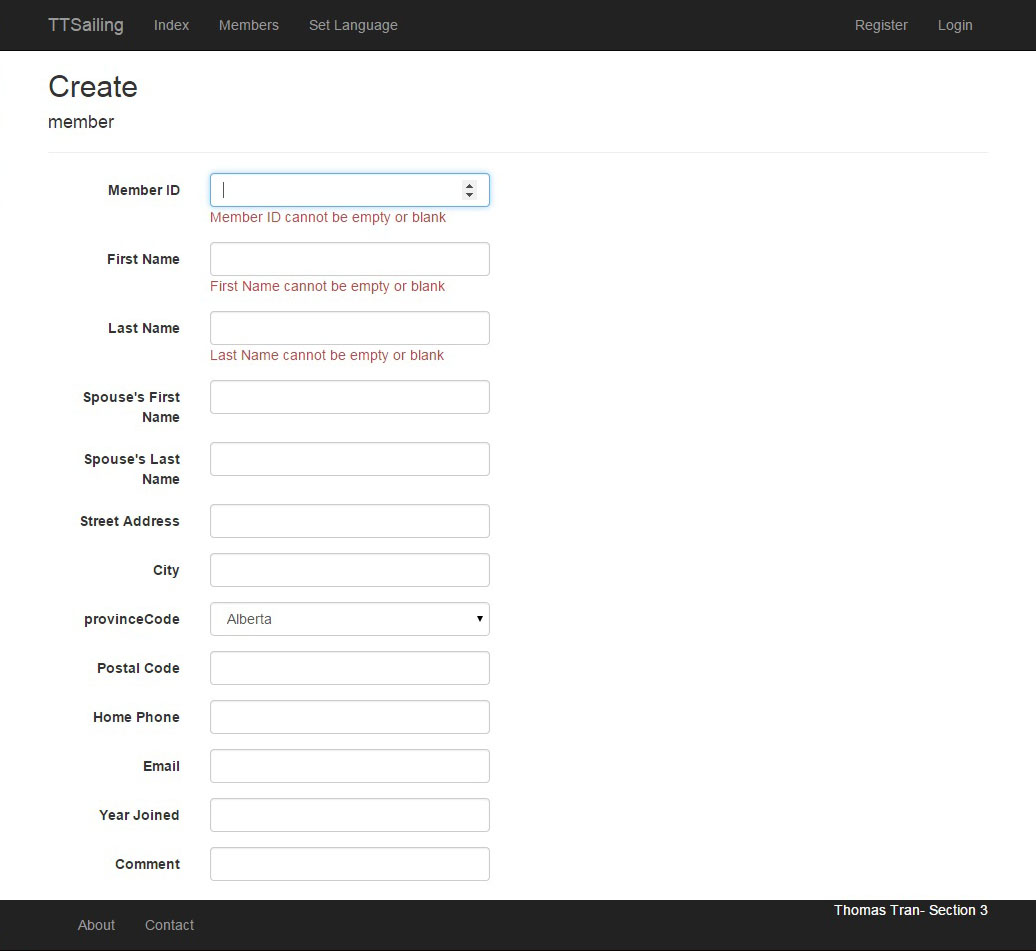 TTSailing Index Members Set Language Register Login
Create
member
Member ID
Member ID cannot be empty or blank
First Name
First Name cannot be empty or blank
Last Name
Last Name cannot be empty or blank
Spouse's First
Name
Spouse's Last
Name
Street Address
City
provinceCode Alberta
Postal Code
Home Phone
Email
Year Joined
Comment
Thomas Tran- Section 3
About Contact